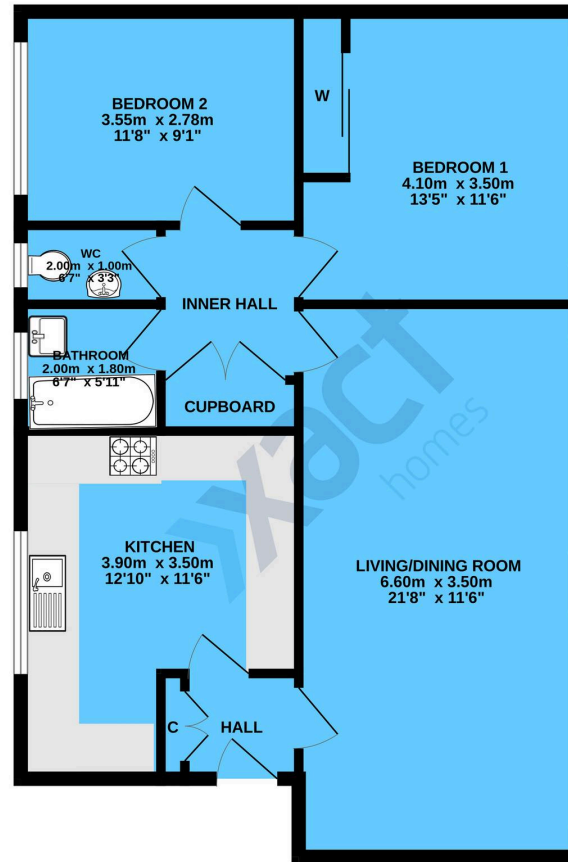 BEDROOM 2
3.55m x 2.78m
11'8" x 9'1"
W
BEDROOM 1
4.10m x 3.50m
13'5" x 11'6"
WC
2.00m x 1.00m
6'7" x 3'3"
INNER HALL
BATHROOM
2.00m x 1.80m
6'7" x 5'11"
CUPBOARD
xact
homes
KITCHEN
3.90m x 3.50m
12'10" x 11'6"
LIVING/DINING ROOM
6.60m x 3.50m
21'8" x 11'6"
C
HALL